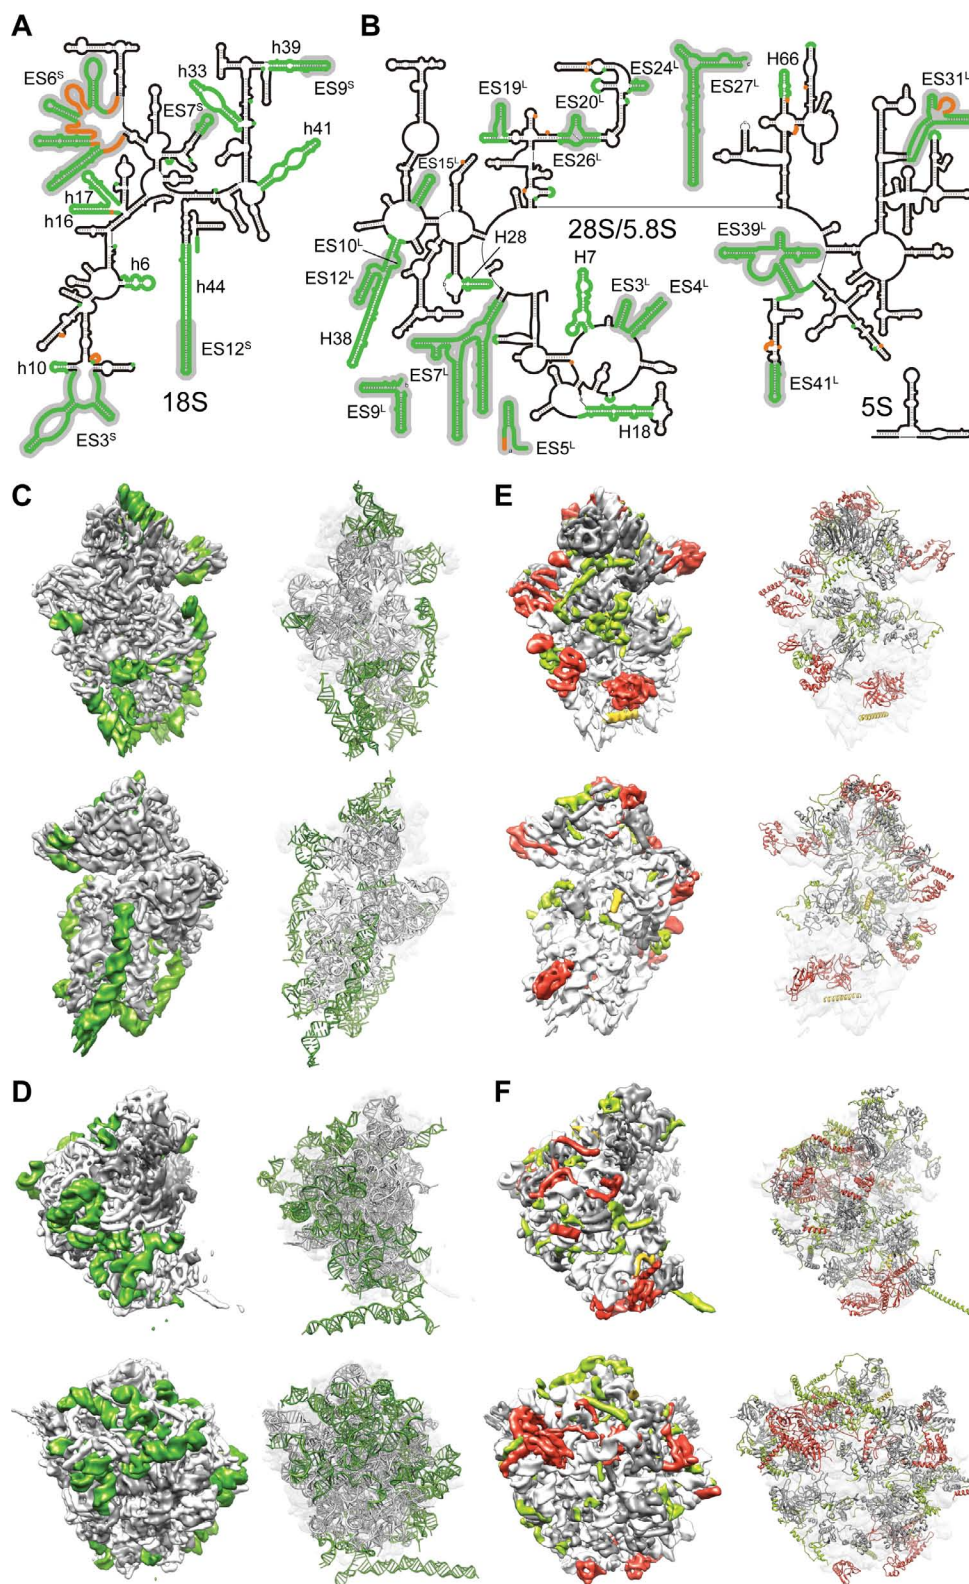 A
B
h39
ES6ˢ
h33
ES9ˢ
ES7ˢ
h41
h17
h16
h6
h44
ES12ˢ
h10
18S
ES3ˢ
ES24ᴸ
ES19ᴸ
ES20ᴸ
ES27ᴸ
H66
ES31ᴸ
ES15ᴸ
ES26ᴸ
28S/5.8S
H28
ES10ᴸ
ES12ᴸ
ES39ᴸ
H7
ES3ᴸ
ES4ᴸ
H38
ES7ᴸ
ES9ᴸ
H18
ES5ᴸ
ES41ᴸ
5S
C
E
D
F